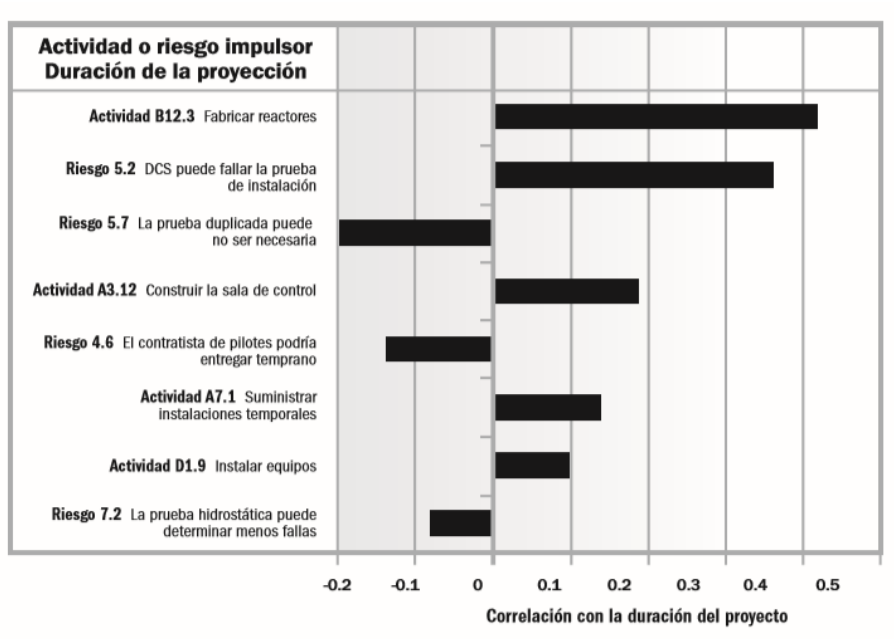 Actividad o riesgo impulsor
Duración de la proyección
Actividad B12.3 Fabricar reactores
Riesgo 5.2 DCS puede fallar la prueba
de instalación
Riesgo 5.7 La prueba duplicada puede
no ser necesaria
Actividad A3.12 Construir la sala de control
Riesgo 4.6 El contratista de pilotes podría
entregar temprano
Actividad A7.1 Suministrar
instalaciones temporales
Actividad D1.9 Instalar equipos
Riesgo 7.2 La prueba hidrostática puede
determinar menos fallas
-0.2 -0.1 0 0.1 0.2 0.3 0.4 0.5
Correlación con la duración del proyecto